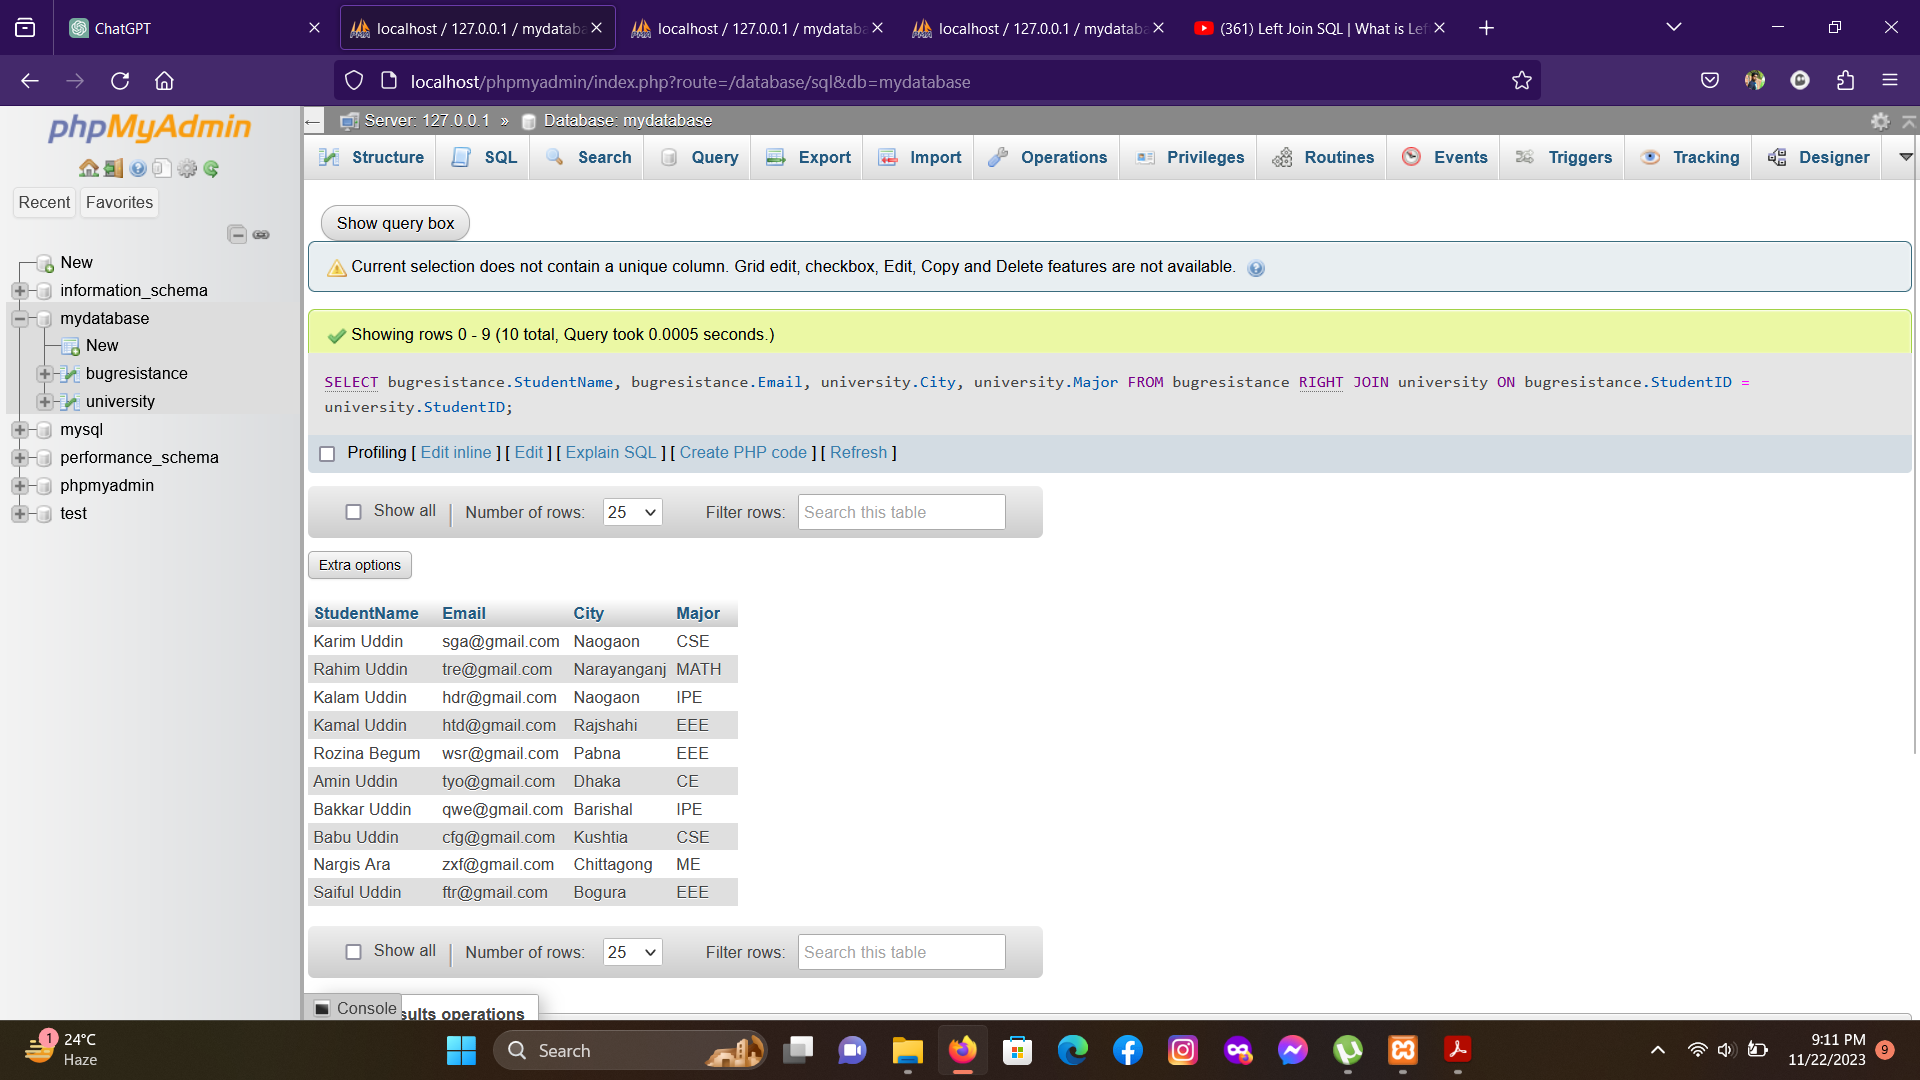 ChatGPT
localhost / 127.0.0.1 / mydataba
localhost / 127.0.0.1 / mydataba
localhost / 127.0.0.1 / mydataba
(361) Left Join SQL | What is Lef
localhost/phpmyadmin/index.php?route=/database/sql&db=mydatabase
phpMyAdmin
Recent Favorites
New
information_schema
mydatabase
New
bugresistance
university
mysql
performance_schema
phpmyadmin
test
Server: 127.0.0.1 » Database: mydatabase
Structure SQL Search Query Export Import Operations Privileges Routines Events Triggers Tracking Designer
Show query box
Current selection does not contain a unique column. Grid edit, checkbox, Edit, Copy and Delete features are not available.
Showing rows 0 - 9 (10 total, Query took 0.0005 seconds.)
SELECT bugresistance.StudentName, bugresistance.Email, university.City, university.Major FROM bugresistance RIGHT JOIN university ON bugresistance.StudentID =
university.StudentID;
Profiling [ Edit inline ] [ Edit ] [ Explain SQL ] [ Create PHP code ] [ Refresh ]
Show all | Number of rows: 25 Filter rows: Search this table
Extra options
StudentName Email City Major
Karim Uddin sga@gmail.com Naogaon CSE
Rahim Uddin tre@gmail.com Narayanganj MATH
Kalam Uddin hdr@gmail.com Naogaon IPE
Kamal Uddin htd@gmail.com Rajshahi EEE
Rozina Begum wsr@gmail.com Pabna EEE
Amin Uddin tyo@gmail.com Dhaka CE
Bakkar Uddin qwe@gmail.com Barishal IPE
Babu Uddin cfg@gmail.com Kushtia CSE
Nargis Ara zxf@gmail.com Chittagong ME
Saiful Uddin ftr@gmail.com Bogura EEE
Show all | Number of rows: 25 Filter rows: Search this table
Console
sults operations
1
24°C
Haze
Search
9:11 PM
11/22/2023
9